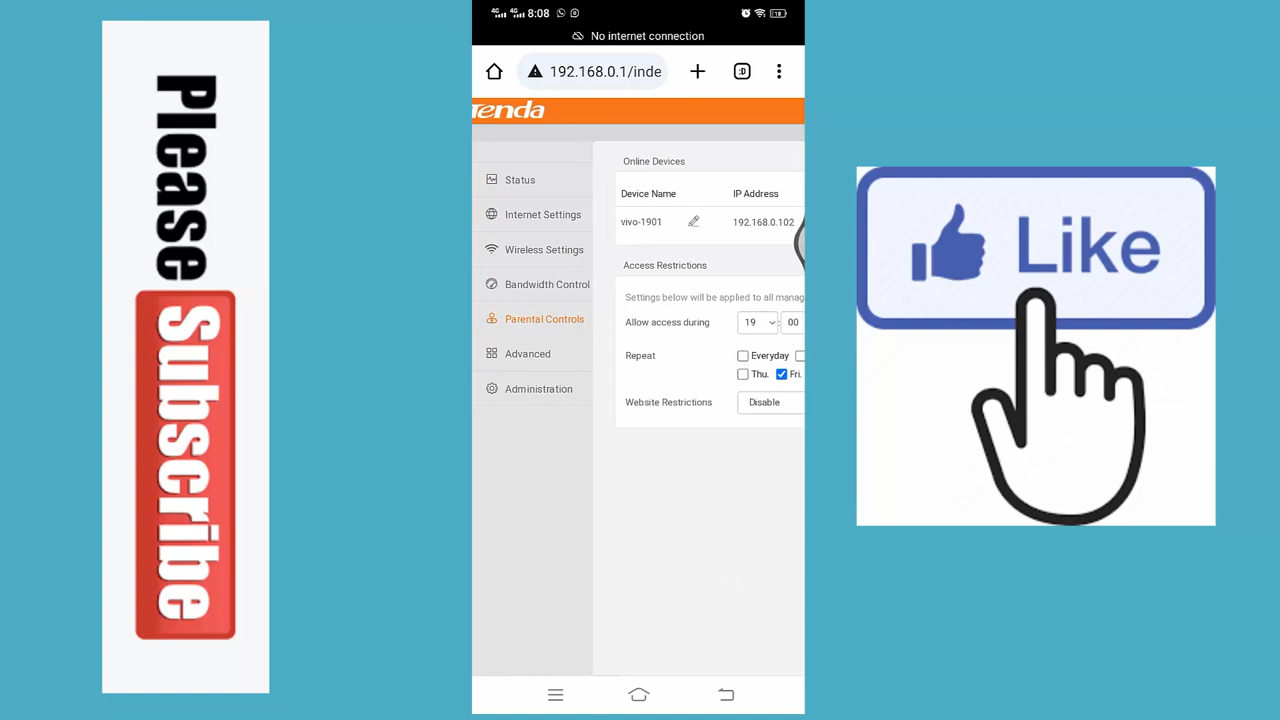 Please
Subscribe
4G 4G 8:08 18
No internet connection
192.168.0.1/inde
:D
Tenda
Status
Internet Settings
Wireless Settings
Bandwidth Control
Parental Controls
Advanced
Administration
Online Devices
Device Name IP Address
vivo-1901 192.168.0.102
Access Restrictions
Settings below will be applied to all manag
Allow access during 19 : 00
Repeat Everyday
Thu. Fri.
Website Restrictions Disable
Like